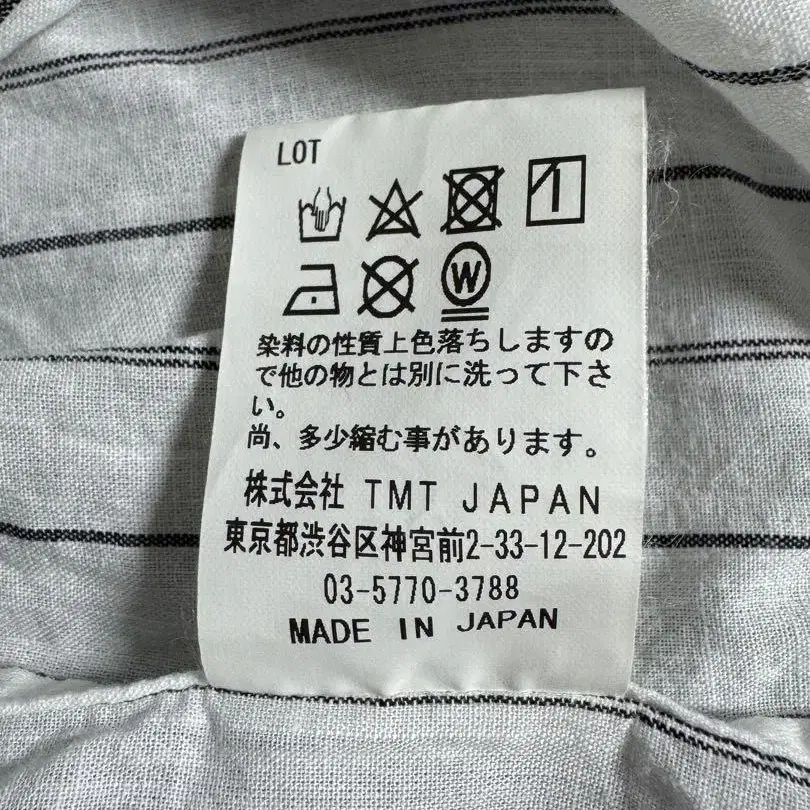 LOT
W
染料の性質上色落ちしますの
で他の物とは別に洗って下さ
い。
尚、多少縮む事があります。
株式会社 TMT JAPAN
東京都渋谷区神宮前2-33-12-202
03-5770-3788
MADE IN JAPAN